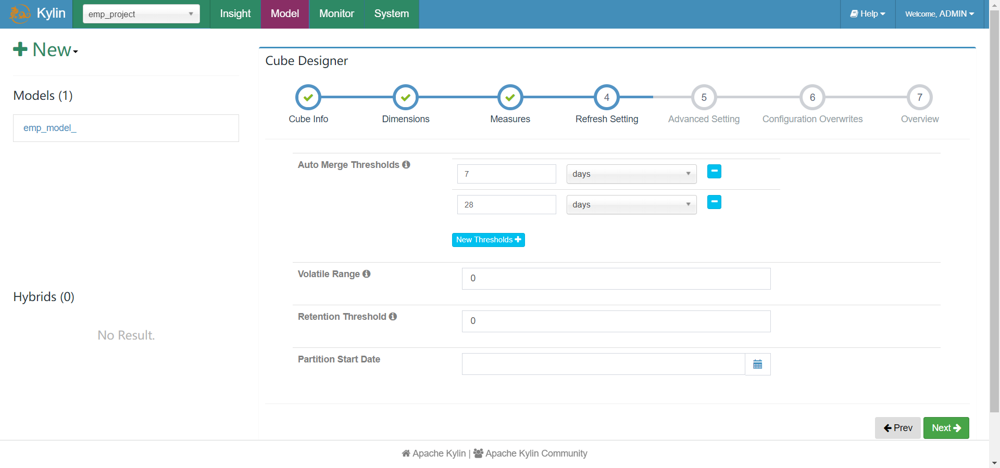 Kylin
emp_project
Insight
Model
Monitor
System
Help
Welcome, ADMIN
New
Models (1)
emp_model_
Hybrids (0)
No Result.
Cube Designer
4
5
6
7
Cube Info
Dimensions
Measures
Refresh Setting
Advanced Setting
Configuration Overwrites
Overview
Auto Merge Thresholds
7
days
28
days
New Thresholds
Volatile Range
0
Retention Threshold
0
Partition Start Date
Prev
Next
Apache Kylin | Apache Kylin Community